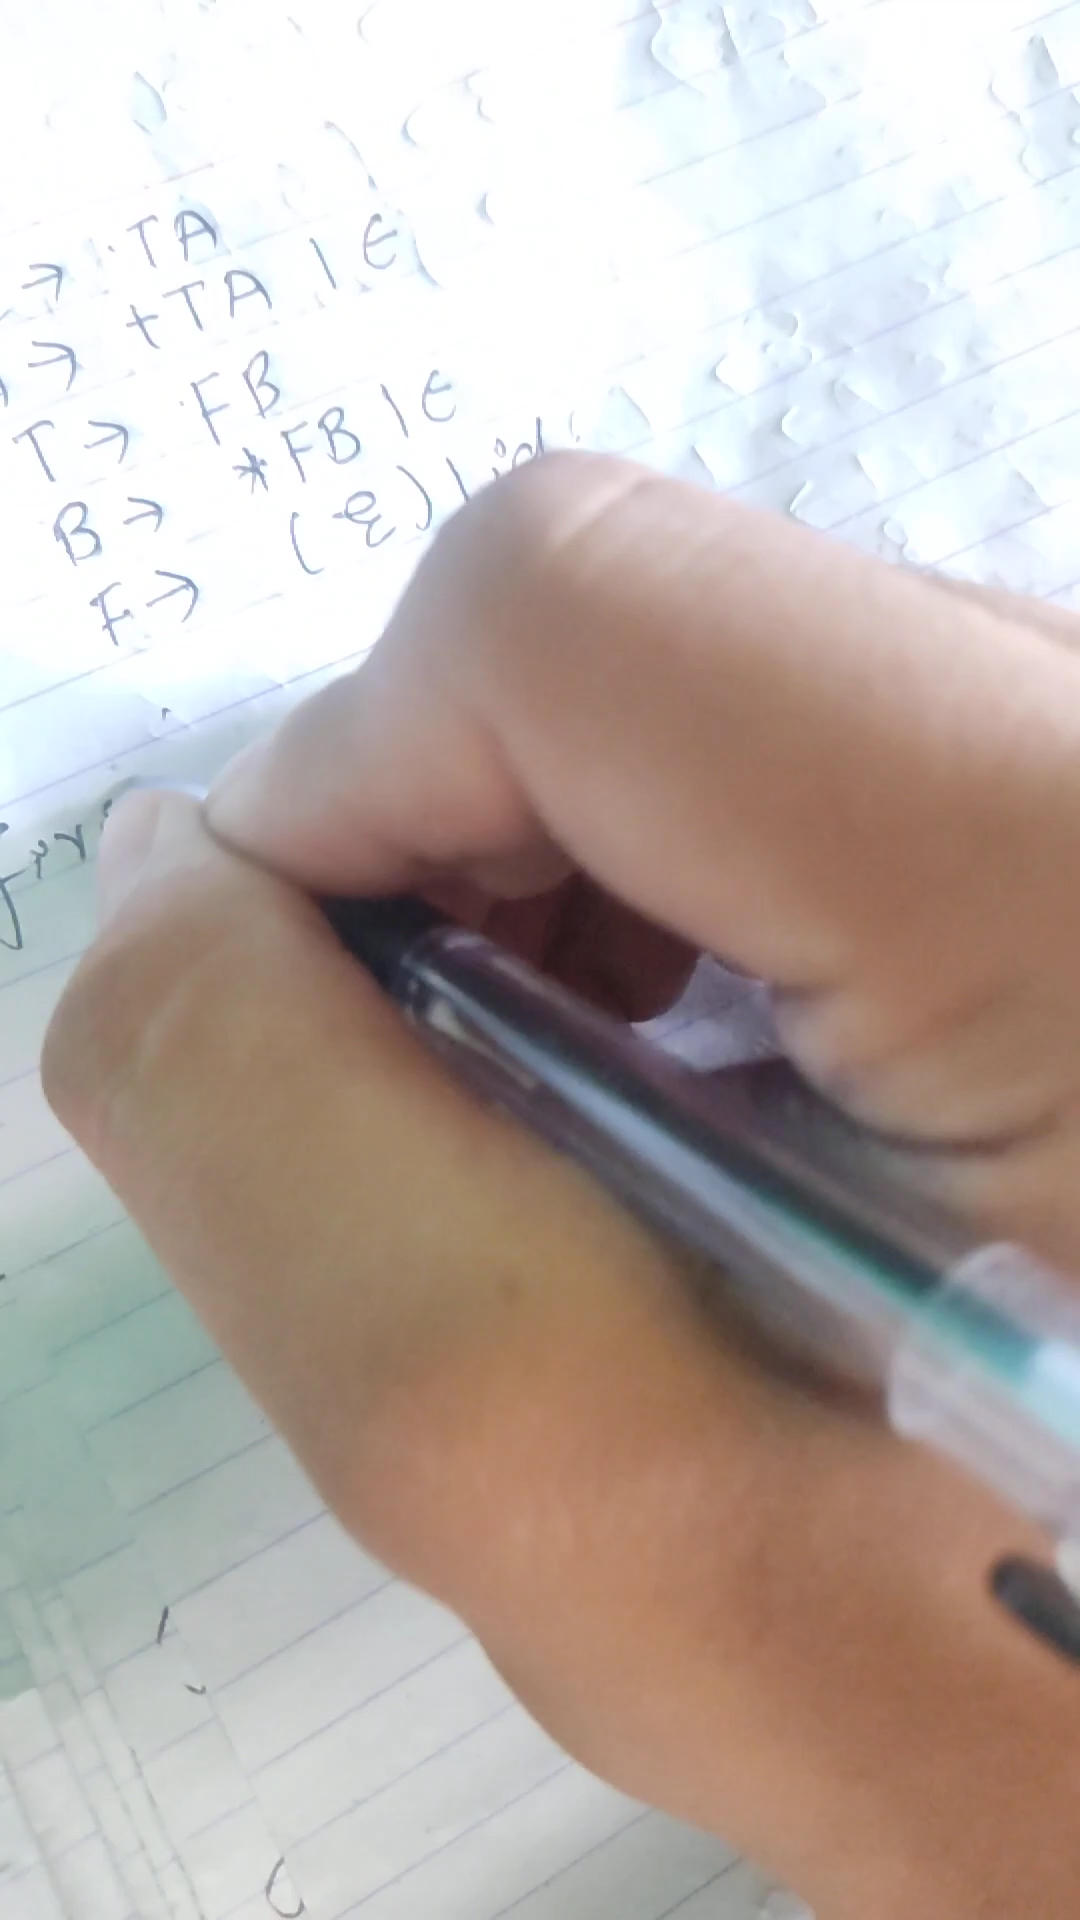 → TA
→ +TA | ∈
T → FB
B → *FB | ∈
F → (E) | id